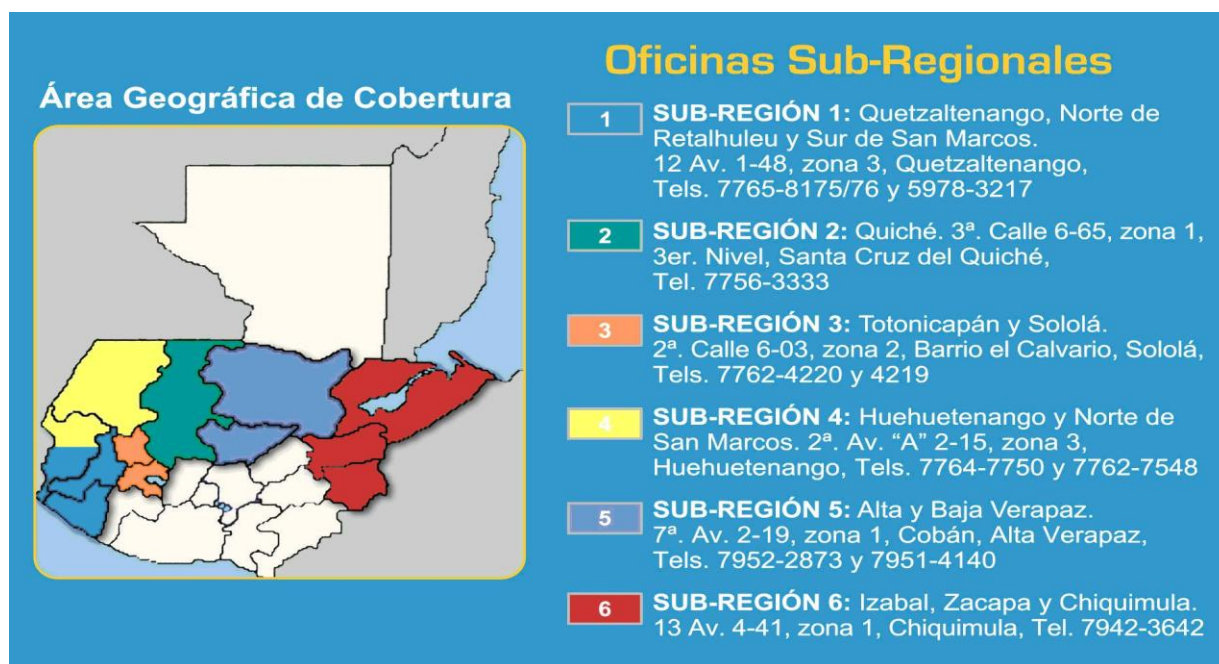 Área Geográfica de Cobertura
Oficinas Sub-Regionales
1
SUB-REGIÓN 1: Quetzaltenango, Norte de
Retalhuleu y Sur de San Marcos.
12 Av. 1-48, zona 3, Quetzaltenango,
Tels. 7765-8175/76 y 5978-3217
2
SUB-REGIÓN 2: Quiché. 3ª. Calle 6-65, zona 1,
3er. Nivel, Santa Cruz del Quiché,
Tel. 7756-3333
3
SUB-REGIÓN 3: Totonicapán y Sololá.
2ª. Calle 6-03, zona 2, Barrio el Calvario, Sololá,
Tels. 7762-4220 y 4219
4
SUB-REGIÓN 4: Huehuetenango y Norte de
San Marcos. 2ª. Av. “A” 2-15, zona 3,
Huehuetenango, Tels. 7764-7750 y 7762-7548
5
SUB-REGIÓN 5: Alta y Baja Verapaz.
7ª. Av. 2-19, zona 1, Cobán, Alta Verapaz,
Tels. 7952-2873 y 7951-4140
6
SUB-REGIÓN 6: Izabal, Zacapa y Chiquimula.
13 Av. 4-41, zona 1, Chiquimula, Tel. 7942-3642